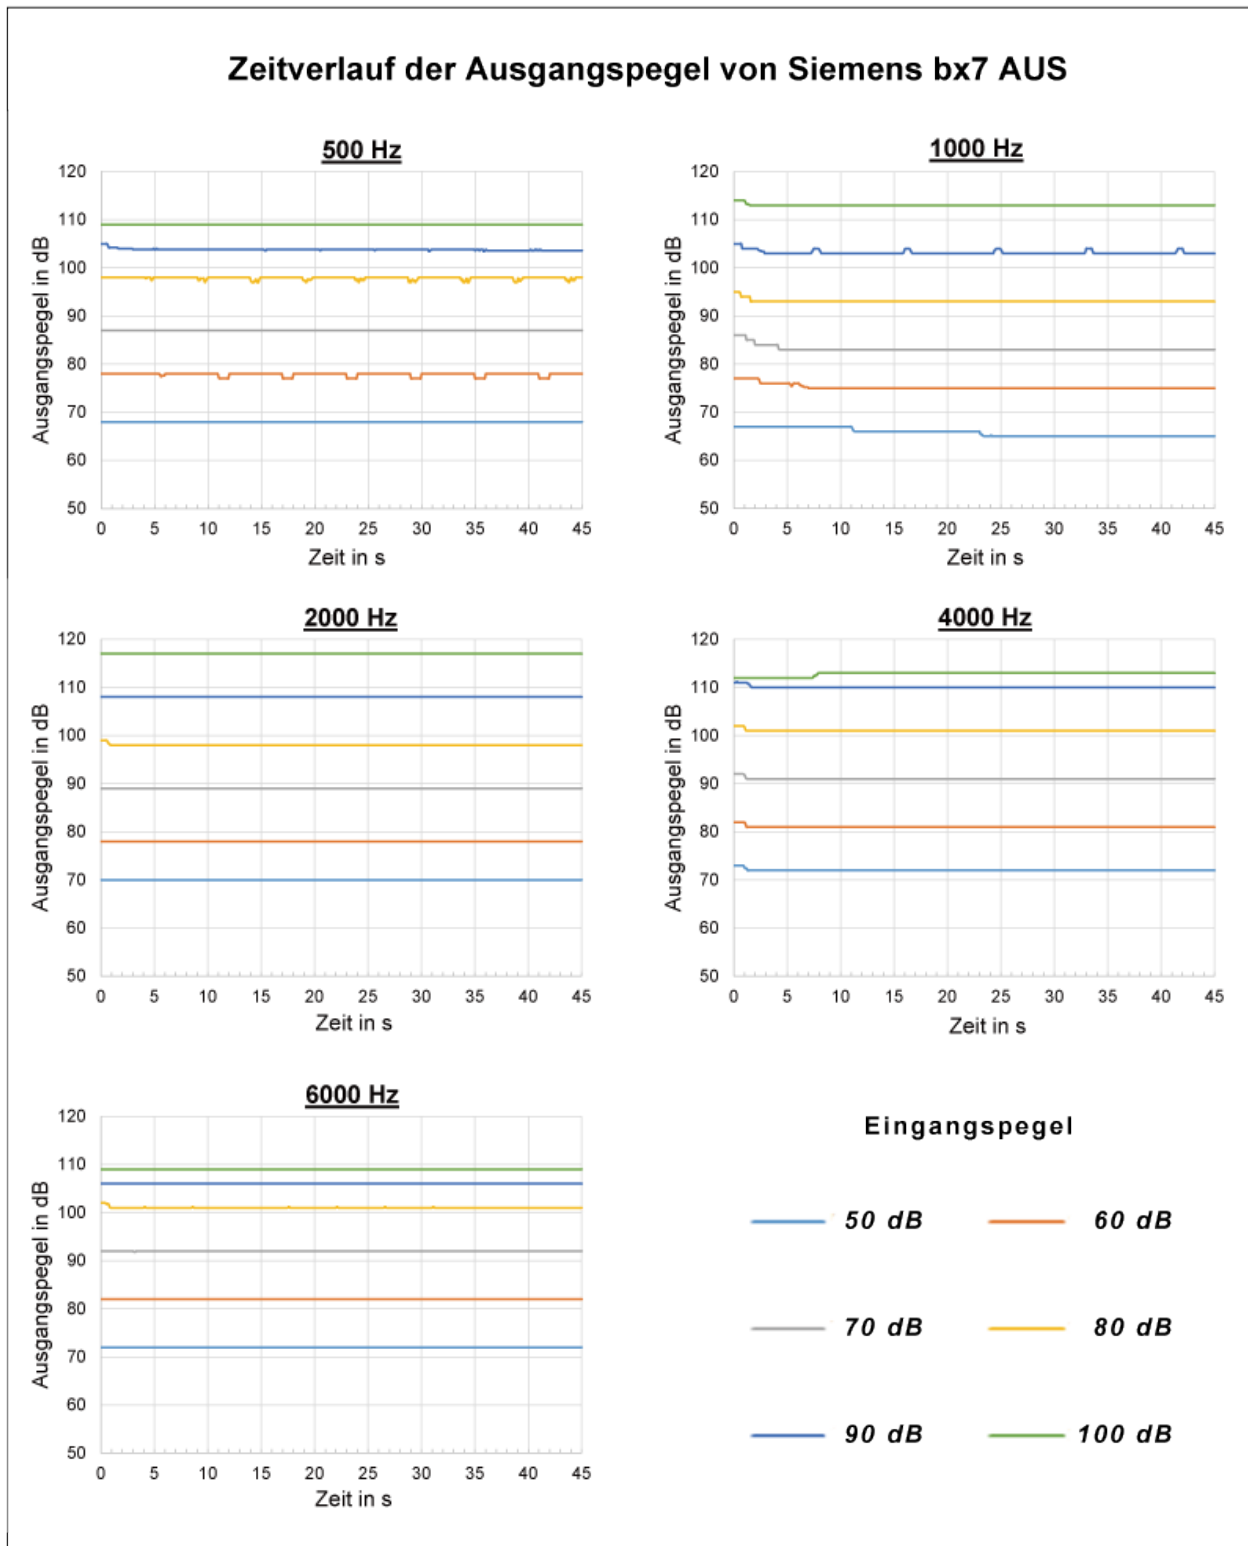 Zeitverlauf der Ausgangspegel von Siemens bx7 AUS
500 Hz
120
110
100
90
80
70
60
50
Ausgangspegel in dB
0 5 10 15 20 25 30 35 40 45
Zeit in s
1000 Hz
120
110
100
90
80
70
60
50
Ausgangspegel in dB
0 5 10 15 20 25 30 35 40 45
Zeit in s
2000 Hz
120
110
100
90
80
70
60
50
Ausgangspegel in dB
0 5 10 15 20 25 30 35 40 45
Zeit in s
4000 Hz
120
110
100
90
80
70
60
50
Ausgangspegel in dB
0 5 10 15 20 25 30 35 40 45
Zeit in s
6000 Hz
120
110
100
90
80
70
60
50
Ausgangspegel in dB
0 5 10 15 20 25 30 35 40 45
Zeit in s
Eingangspegel
50 dB 60 dB
70 dB 80 dB
90 dB 100 dB